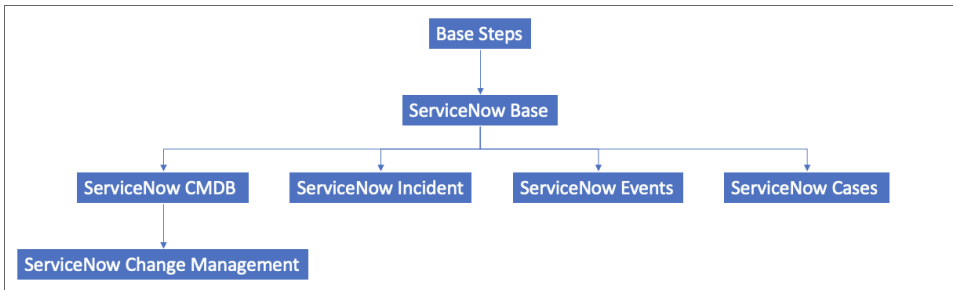 Base Steps
ServiceNow Base
ServiceNow CMDB
ServiceNow Incident
ServiceNow Events
ServiceNow Cases
ServiceNow Change Management